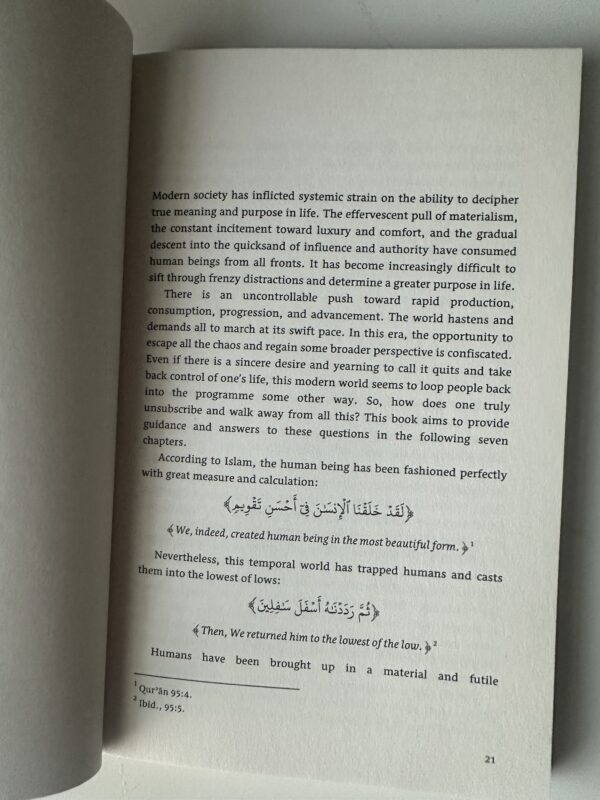 Modern society has inflicted systemic strain on the ability to decipher
true meaning and purpose in life. The effervescent pull of materialism,
the constant incitement toward luxury and comfort, and the gradual
descent into the quicksand of influence and authority have consumed
human beings from all fronts. It has become increasingly difficult to
sift through frenzy distractions and determine a greater purpose in life.
There is an uncontrollable push toward rapid production,
consumption, progression, and advancement. The world hastens and
demands all to march at its swift pace. In this era, the opportunity to
escape all the chaos and regain some broader perspective is confiscated.
Even if there is a sincere desire and yearning to call it quits and take
back control of one's life, this modern world seems to loop people back
into the programme some other way. So, how does one truly
unsubscribe and walk away from all this? This book aims to provide
guidance and answers to these questions in the following seven
chapters.
According to Islam, the human being has been fashioned perfectly
with great measure and calculation:
﴿لَقَدْ خَلَقْنَا ٱلْإِنسَـٰنَ فِىٓ أَحْسَنِ تَقْوِيمٍ﴾
﴾We, indeed, created human being in the most beautiful form.﴿ ¹
Nevertheless, this temporal world has trapped humans and casts
them into the lowest of lows:
﴿ثُمَّ رَدَدْنَـٰهُ أَسْفَلَ سَـٰفِلِينَ﴾
﴾Then, We returned him to the lowest of the low.﴿ ²
Humans have been brought up in a material and futile
¹ Qurʾān 95:4.
² Ibid., 95:5.
21